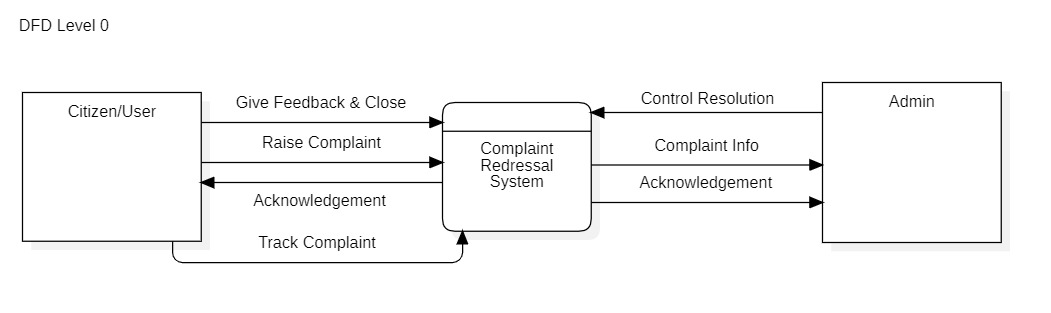 DFD Level 0
Citizen/User
Give Feedback & Close
Raise Complaint
Acknowledgement
Track Complaint
Complaint
Redressal
System
Control Resolution
Complaint Info
Acknowledgement
Admin